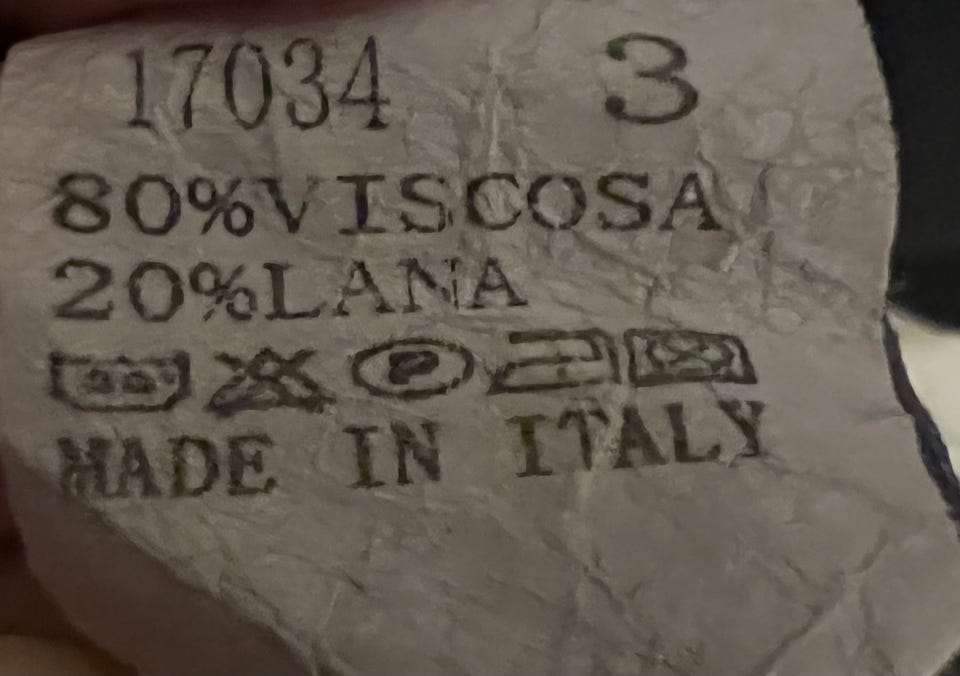 17034 3
80%VISCOSA
20%LANA
P
MADE IN ITALY